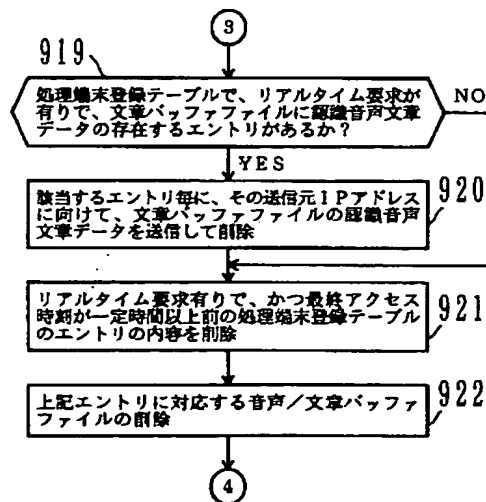 3
919
処理端末登録テーブルで、リアルタイム要求が
有りで、文章バッファファイルに認識音声文章
データの存在するエントリがあるか？
NO
YES
920
該当するエントリ毎に、その送信元IPアドレス
に向けて、文章バッファファイルの認識音声
文章データを送信して削除
921
リアルタイム要求有りで、かつ最終アクセス
時刻が一定時間以上前の処理端末登録テーブル
のエントリの内容を削除
922
上記エントリに対応する音声／文章バッファ
ファイルの削除
4